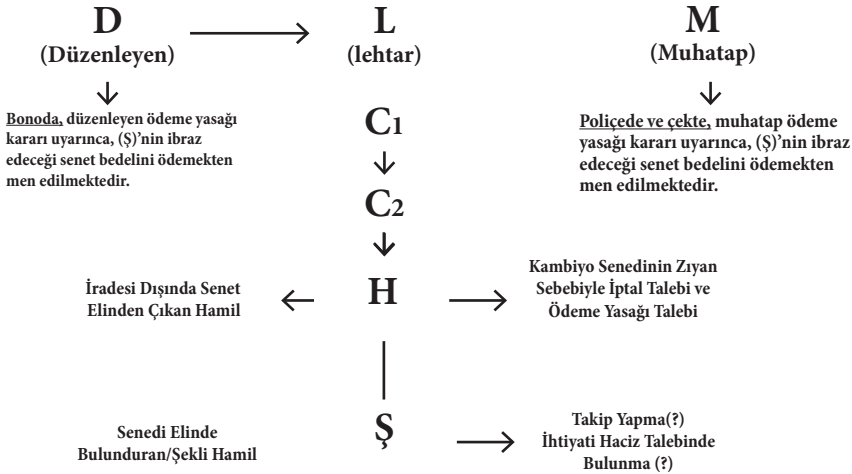 D
(Düzenleyen)
L
(lehtar)
M
(Muhatap)
Bonoda, düzenleyen ödeme yasağı
kararı uyarınca, (Ş)’nin ibraz
edeceği senet bedelini ödemekten
men edilmektedir.
Poliçede ve çekte, muhatap ödeme
yasağı kararı uyarınca, (Ş)’nin ibraz
edeceği senet bedelini ödemekten
men edilmektedir.
C1
C2
İradesi Dışında Senet
Elinden Çıkan Hamil
H
Kambiyo Senedinin Zıyan
Sebebiyle İptal Talebi ve
Ödeme Yasağı Talebi
Senedi Elinde
Bulunduran/Şekli Hamil
Ş
Takip Yapma(?)
İhtiyati Haciz Talebinde
Bulunma (?)